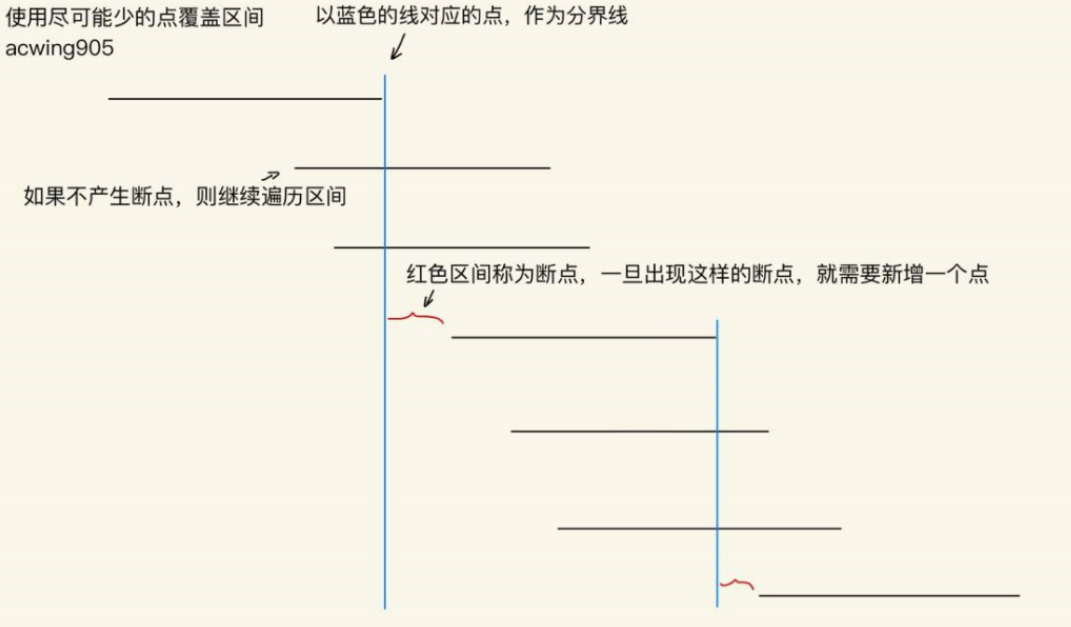 使用尽可能少的点覆盖区间
acwing905
以蓝色的线对应的点，作为分界线
如果不产生断点，则继续遍历区间
红色区间称为断点，一旦出现这样的断点，就需要新增一个点